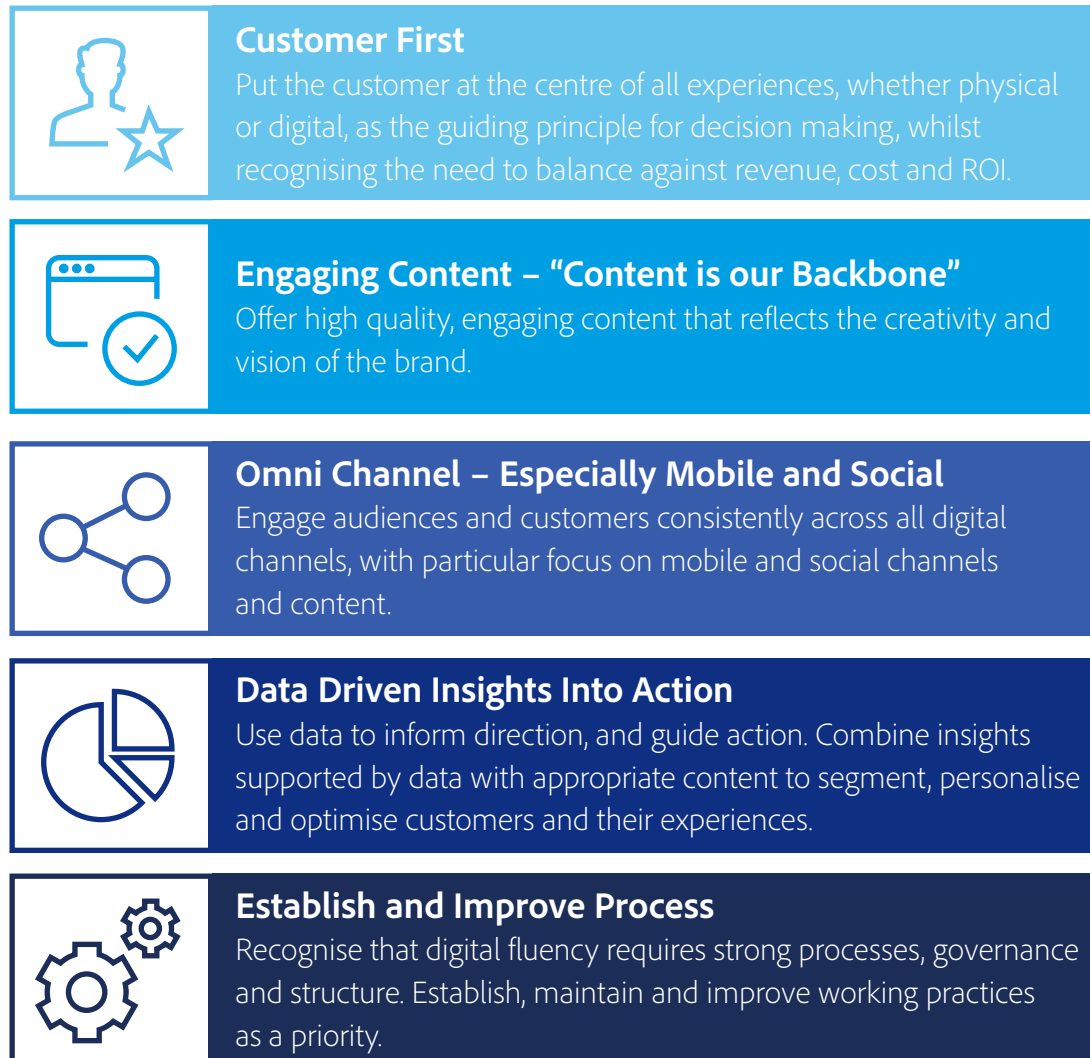 Customer First
Put the customer at the centre of all experiences, whether physical
or digital, as the guiding principle for decision making, whilst
recognising the need to balance against revenue, cost and ROI.
Engaging Content – “Content is our Backbone”
Offer high quality, engaging content that reflects the creativity and
vision of the brand.
Omni Channel – Especially Mobile and Social
Engage audiences and customers consistently across all digital
channels, with particular focus on mobile and social channels
and content.
Data Driven Insights Into Action
Use data to inform direction, and guide action. Combine insights
supported by data with appropriate content to segment, personalise
and optimise customers and their experiences.
Establish and Improve Process
Recognise that digital fluency requires strong processes, governance
and structure. Establish, maintain and improve working practices
as a priority.